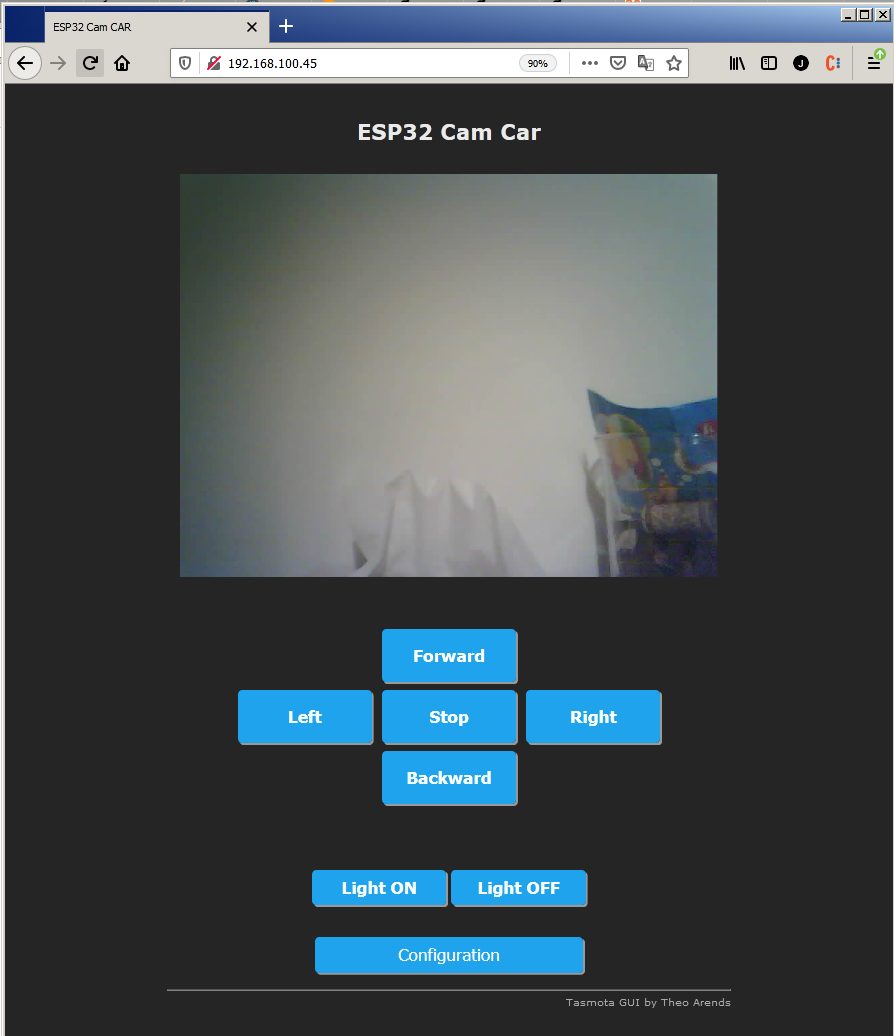 ESP32 Cam CAR
192.168.100.45
90%
J
ESP32 Cam Car
Forward
Left Stop Right
Backward
Light ON Light OFF
Configuration
Tasmota GUI by Theo Arends